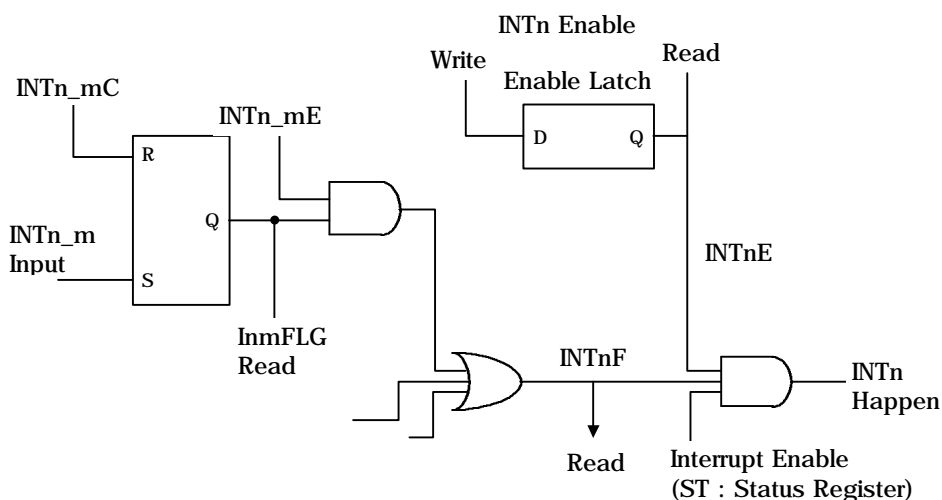 INTn Enable
Write
Read
Enable Latch
INTn_mC
INTn_mE
D
Q
R
Q
INTn_m
Input
S
INTnE
InmFLG
Read
INTnF
INTn
Happen
Read
Interrupt Enable
(ST : Status Register)